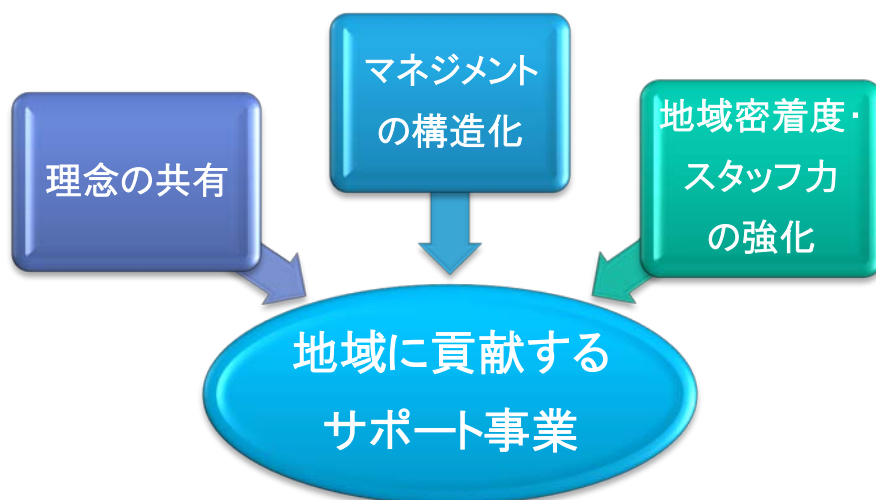 理念の共有
マネジメント
の構造化
地域密着度・
スタッフ力
の強化
地域に貢献する
サポート事業